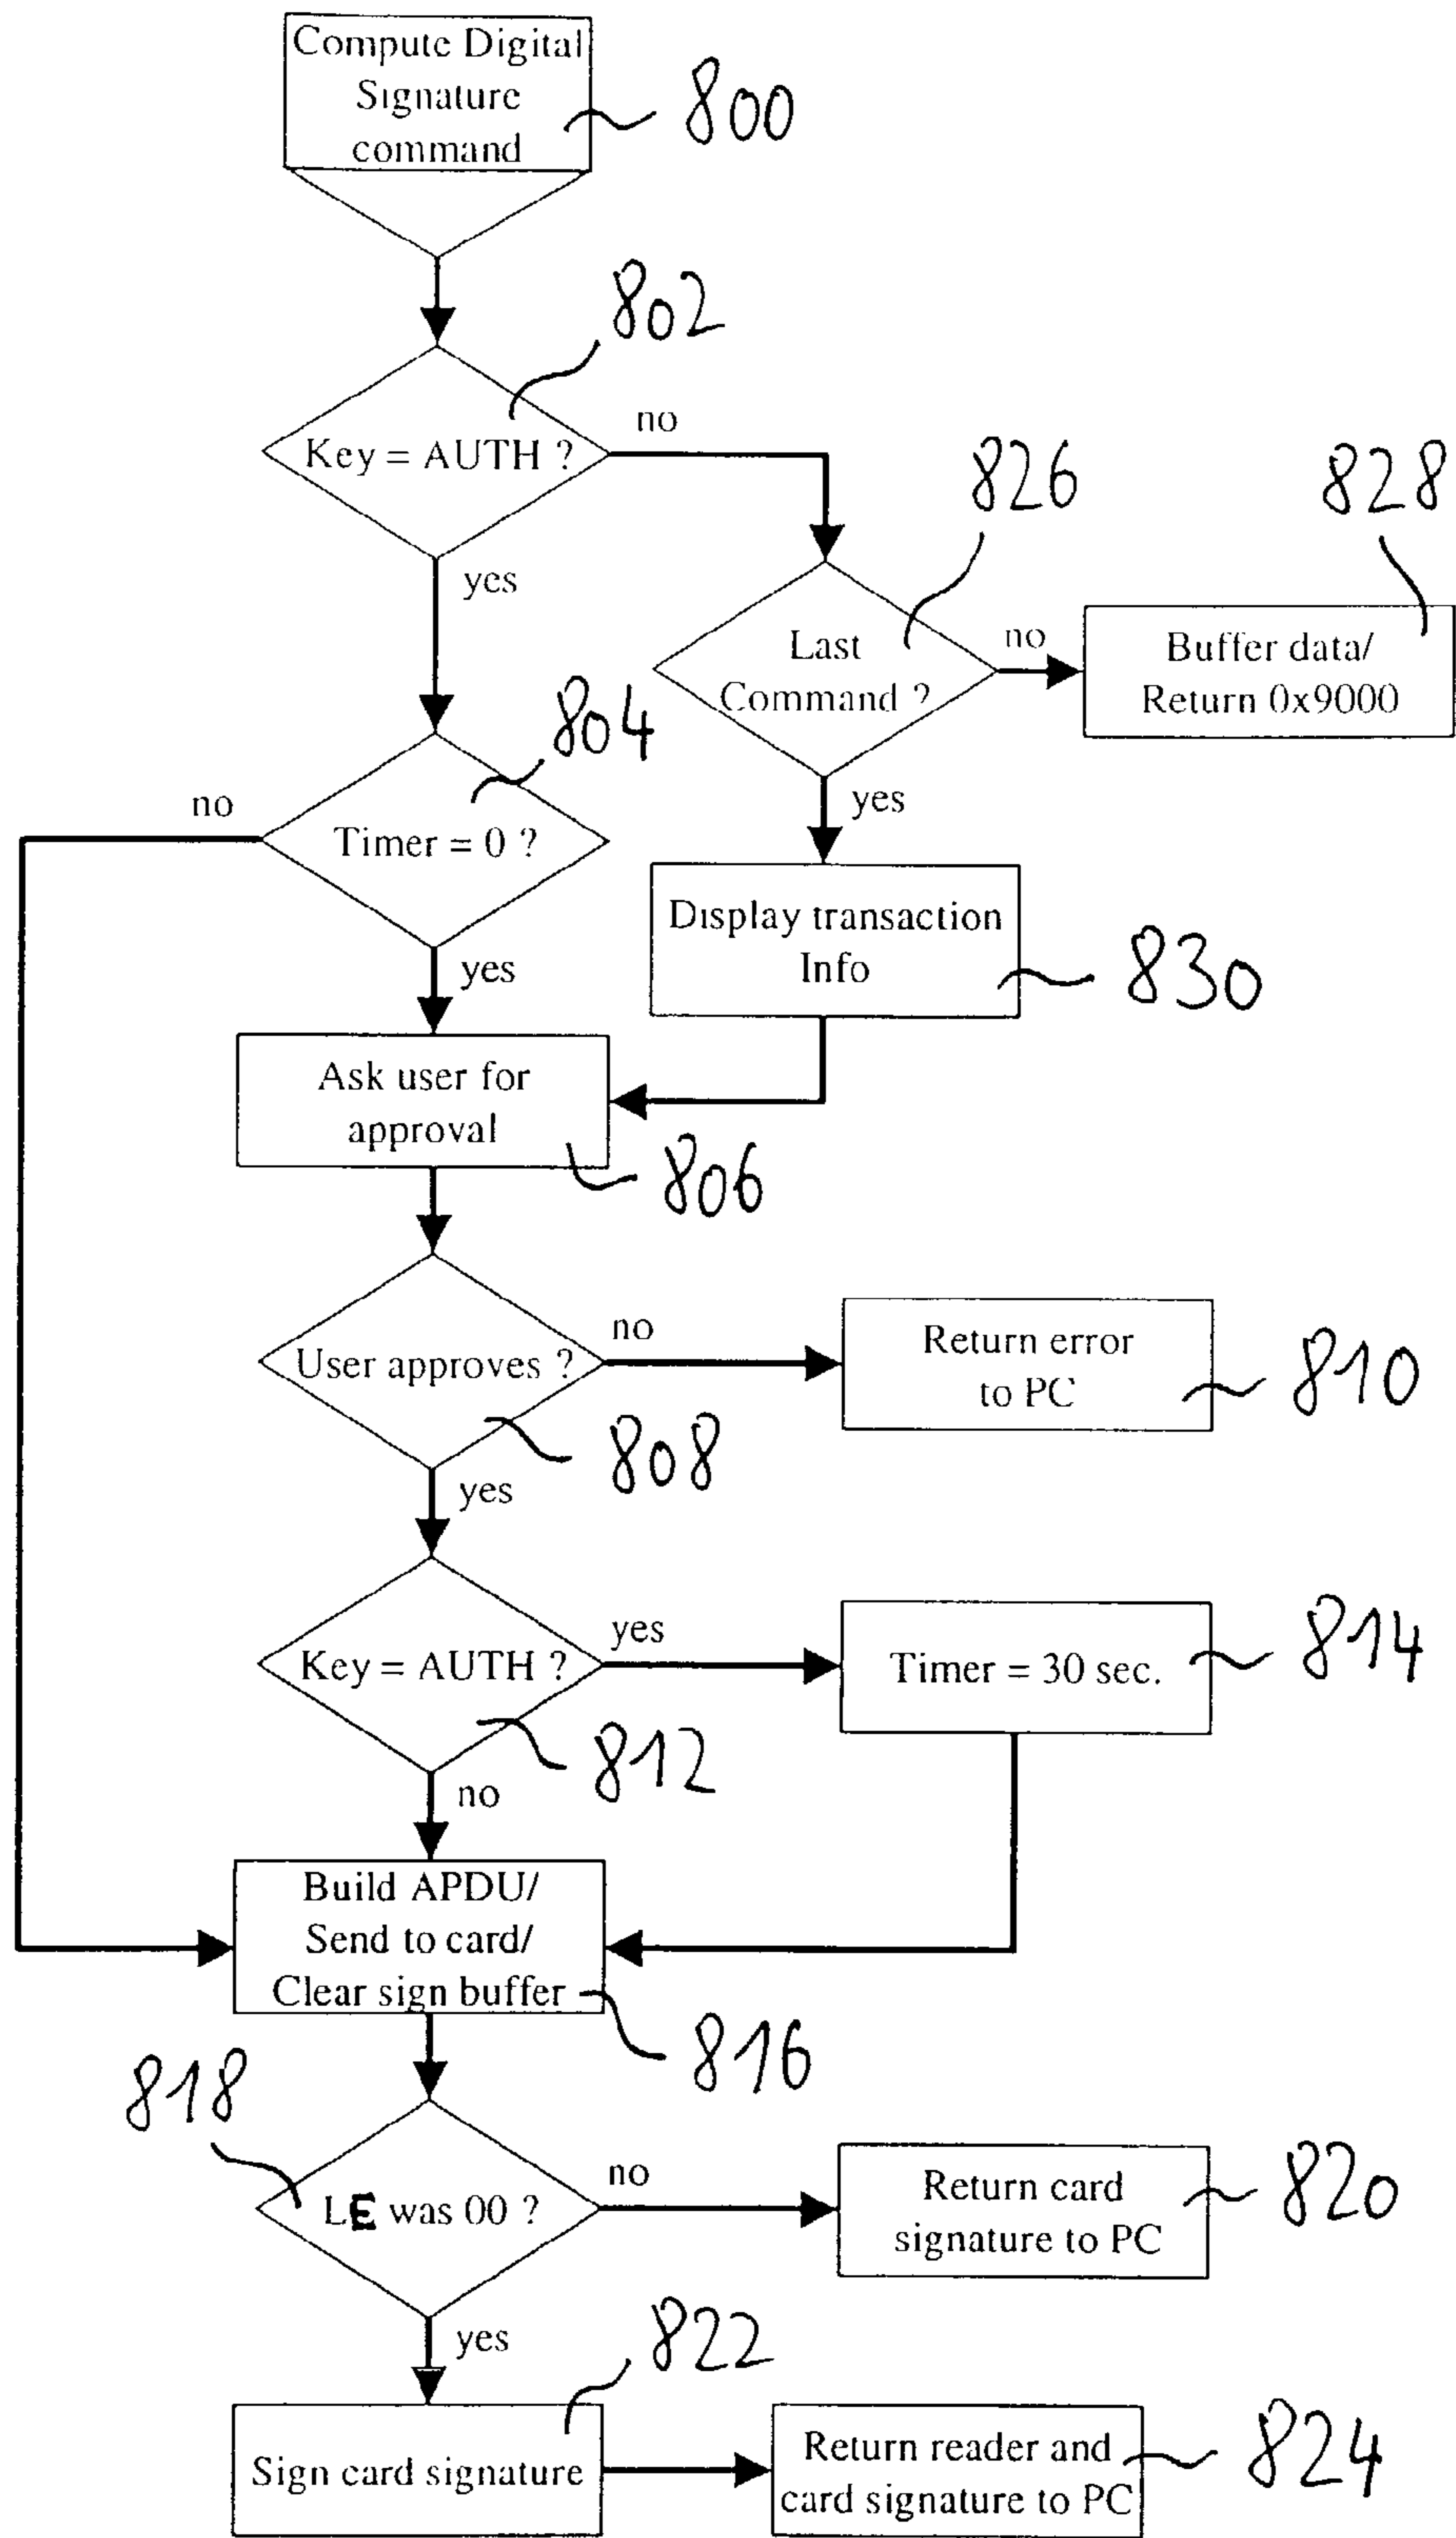 Compute Digital
Signature
command
800
802
Key = AUTH ?
no
yes
826
828
Last
Command ?
no
Buffer data/
Return 0x9000
804
no
Timer = 0 ?
yes
yes
Display transaction
Info
830
Ask user for
approval
806
User approves ?
no
Return error
to PC
810
808
yes
Key = AUTH ?
yes
Timer = 30 sec.
814
812
no
Build APDU/
Send to card/
Clear sign buffer
816
818
LE was 00 ?
no
Return card
signature to PC
820
yes
822
Sign card signature
Return reader and
card signature to PC
824